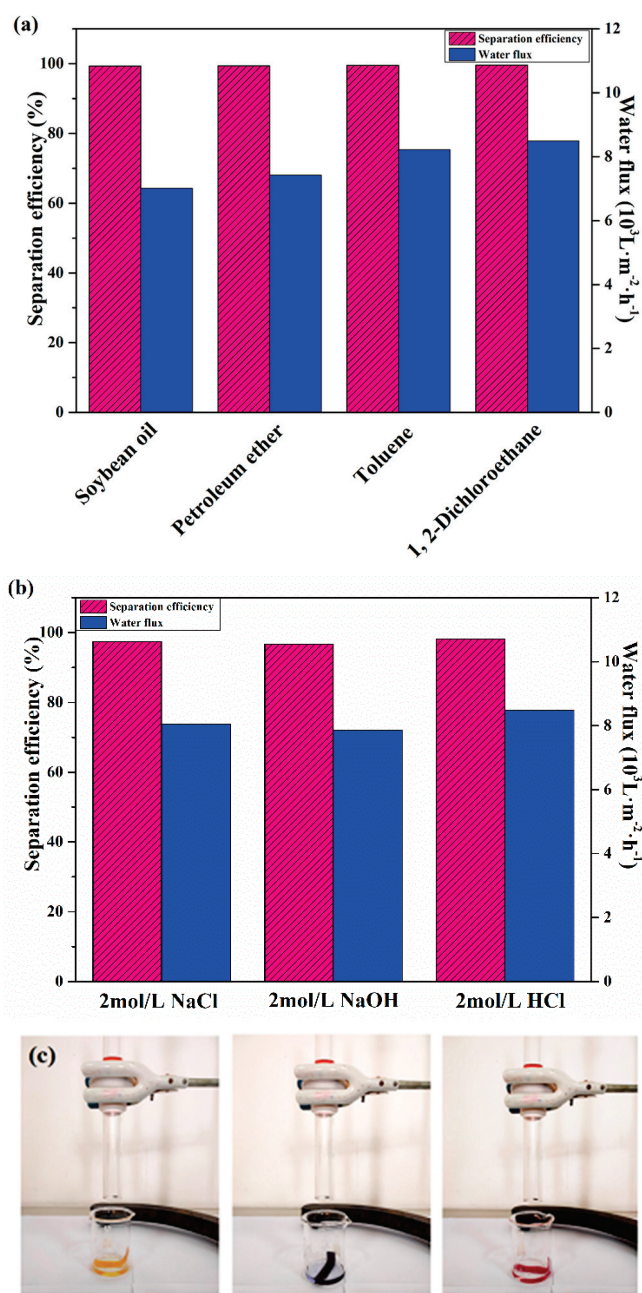 (a)
Separation efficiency
Water flux
Separation efficiency (%)
100
80
60
40
20
0
12
10
8
6
4
2
0
Water flux (10³L·m⁻²·h⁻¹)
Soybean oil
Petroleum ether
Toluene
1, 2-Dichloroethane
(b)
Separation efficiency
Water flux
Separation efficiency (%)
100
80
60
40
20
0
12
10
8
6
4
2
0
Water flux (10³L·m⁻²·h⁻¹)
2mol/L NaCl
2mol/L NaOH
2mol/L HCl
(c)